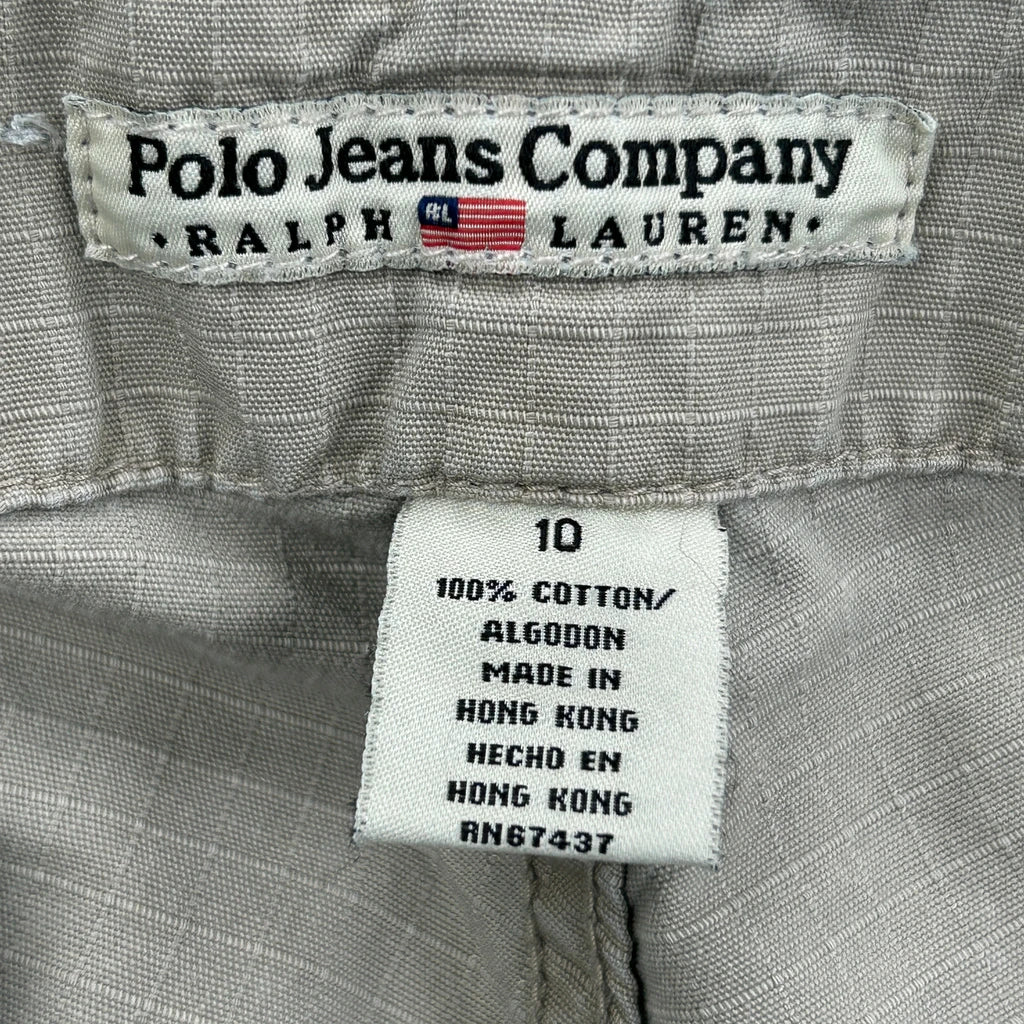 Polo Jeans Company
• RALPH RL LAUREN •
10
100% COTTON/
ALGODON
MADE IN
HONG KONG
HECHO EN
HONG KONG
RN67437